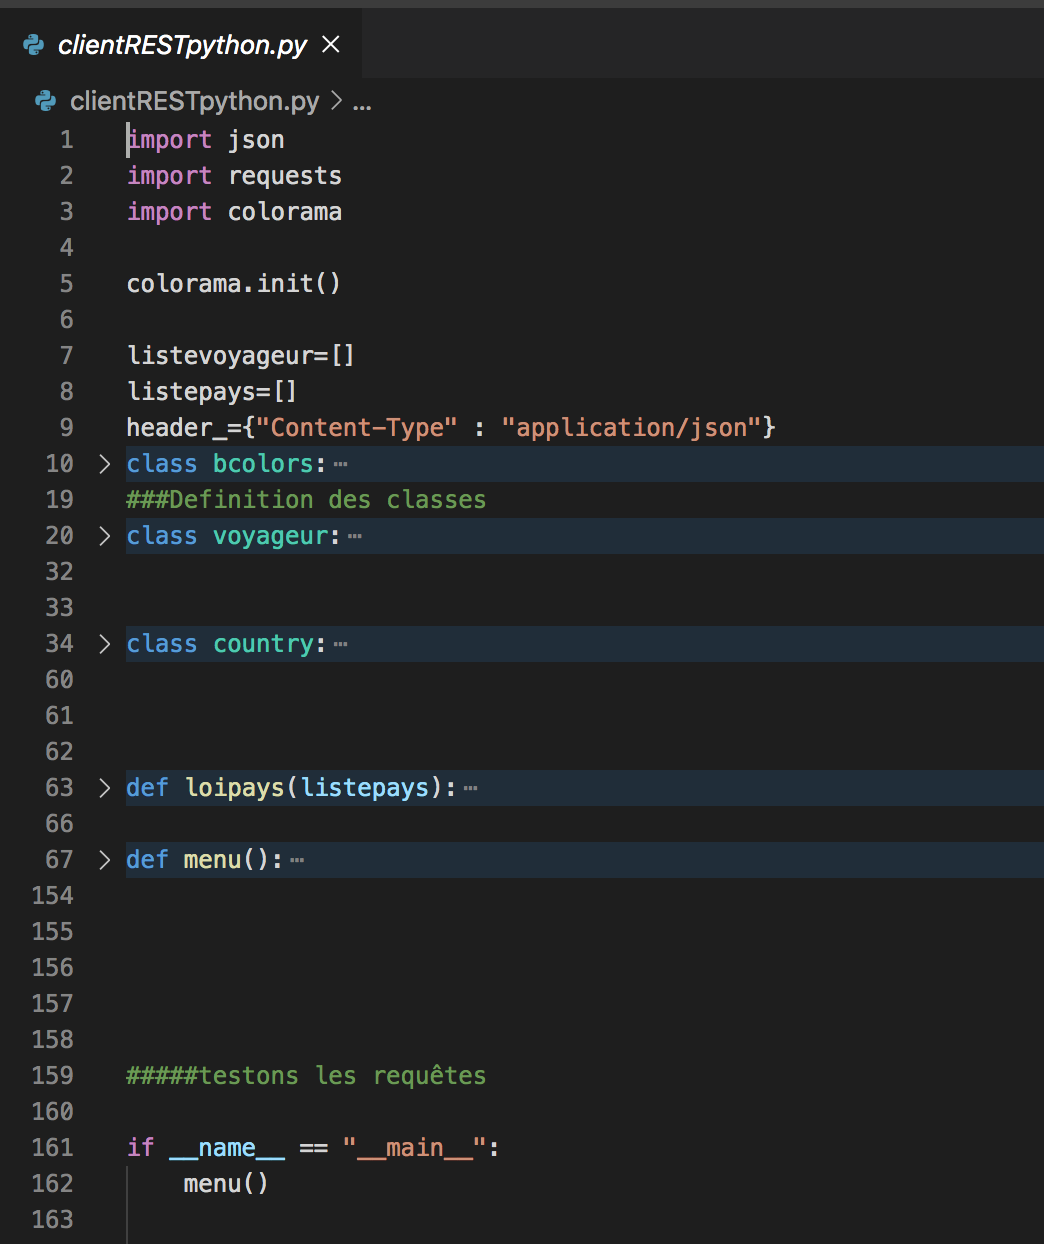 clientRESTpython.py
clientRESTpython.py > ...
1 import json
2 import requests
3 import colorama
4
5 colorama.init()
6
7 listevoyageur=[]
8 listepays=[]
9 header_={"Content-Type" : "application/json"}
10 class bcolors:…
19 ###Definition des classes
20 class voyageur:…
32
33
34 class country:…
60
61
62
63 def loipays(listepays):…
66
67 def menu():…
154
155
156
157
158
159 #####testons les requêtes
160
161 if __name__ == "__main__":
162 menu()
163